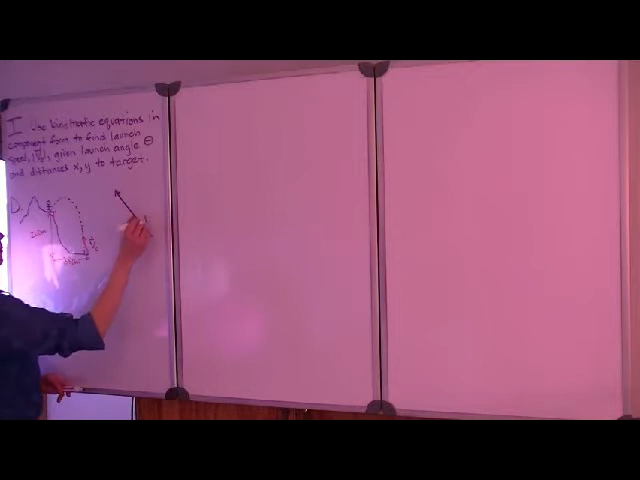 I Use kinematic equations in
component form to find launch
speed, |v₀|, given launch angle θ
and distances x, y to target.
D